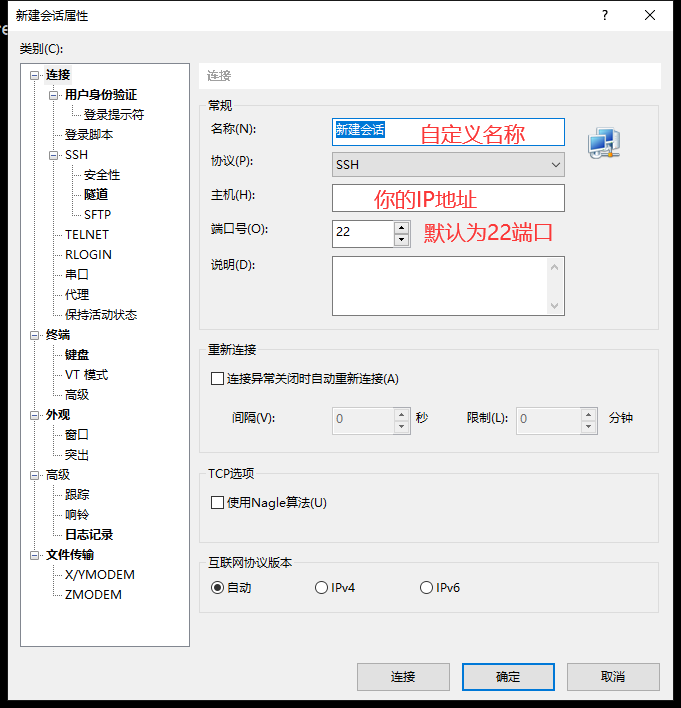 新建会话属性
?
类别(C):
连接
用户身份验证
登录提示符
登录脚本
SSH
安全性
隧道
SFTP
TELNET
RLOGIN
串口
代理
保持活动状态
终端
键盘
VT 模式
高级
外观
窗口
突出
高级
跟踪
响铃
日志记录
文件传输
X/YMODEM
ZMODEM
连接
常规
名称(N): 新建会话 自定义名称
协议(P): SSH
主机(H): 你的IP地址
端口号(O): 22 默认为22端口
说明(D):
重新连接
连接异常关闭时自动重新连接(A)
间隔(V): 0 秒 限制(L): 0 分钟
TCP选项
使用Nagle算法(U)
互联网协议版本
自动 IPv4 IPv6
连接 确定 取消